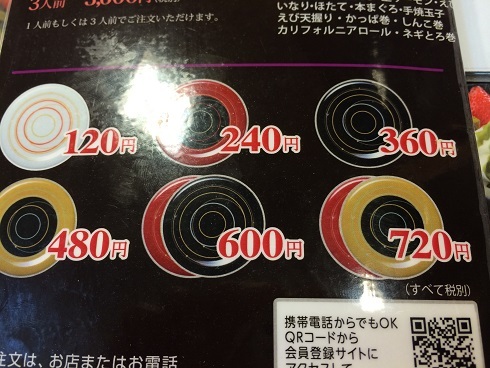 3人前
1人前もしくは3人前でご注文いただけます。
いなり・ほたて・本まぐろ・手焼玉子
えび天握り・かっぱ巻・しんこ巻
カリフォルニアロール・ネギとろ巻
120円
240円
360円
480円
600円
720円
(すべて税別)
携帯電話からでもOK
QRコードから
会員登録サイトに
アクセスして
注文は、お店またはお電話